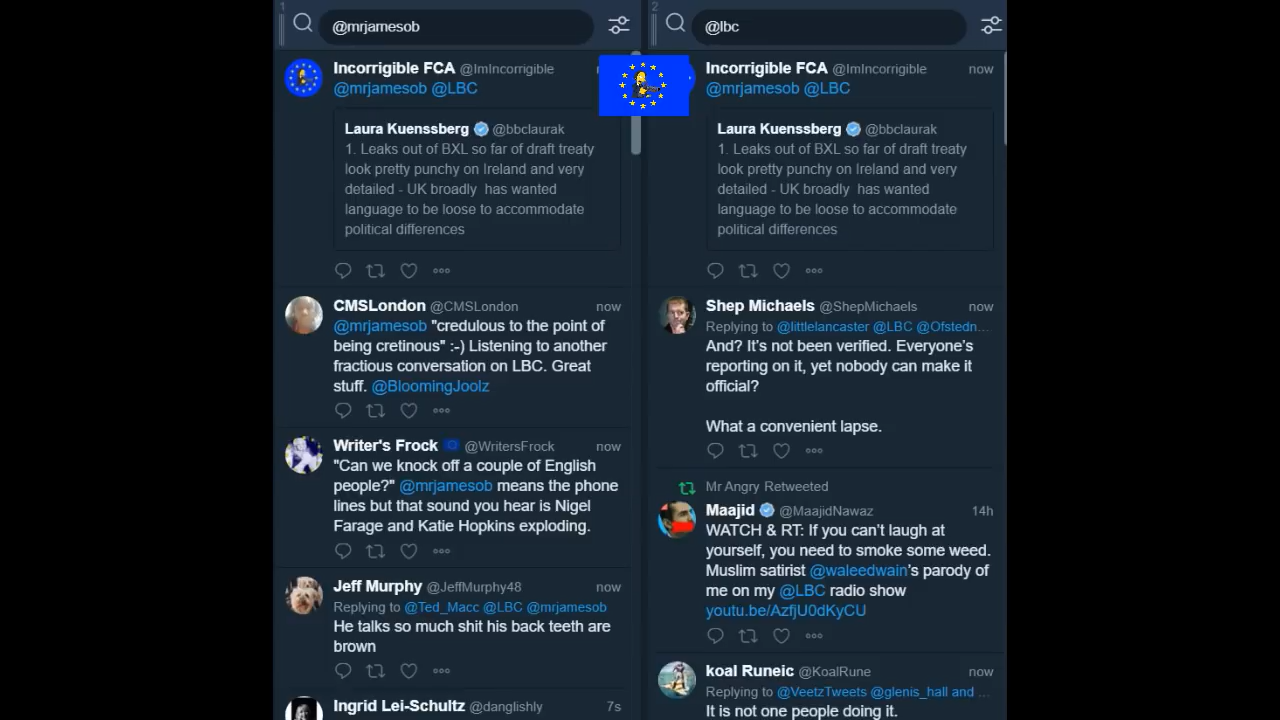 1
@mrjamesob
Incorrigible FCA @ImIncorrigible
@mrjamesob @LBC
Laura Kuenssberg @bbclaurak
1. Leaks out of BXL so far of draft treaty
look pretty punchy on Ireland and very
detailed - UK broadly has wanted
language to be loose to accommodate
political differences
CMSLondon @CMSLondon now
@mrjamesob "credulous to the point of
being cretinous" :-) Listening to another
fractious conversation on LBC. Great
stuff. @BloomingJoolz
Writer's Frock @WritersFrock now
"Can we knock off a couple of English
people?" @mrjamesob means the phone
lines but that sound you hear is Nigel
Farage and Katie Hopkins exploding.
Jeff Murphy @JeffMurphy48 now
Replying to @Ted_Macc @LBC @mrjamesob
He talks so much shit his back teeth are
brown
Ingrid Lei-Schultz @danglishly 7s
2
@lbc
Incorrigible FCA @ImIncorrigible now
@mrjamesob @LBC
Laura Kuenssberg @bbclaurak
1. Leaks out of BXL so far of draft treaty
look pretty punchy on Ireland and very
detailed - UK broadly has wanted
language to be loose to accommodate
political differences
Shep Michaels @ShepMichaels now
Replying to @littlelancaster @LBC @Ofstedn…
And? It's not been verified. Everyone's
reporting on it, yet nobody can make it
official?
What a convenient lapse.
Mr Angry Retweeted
Maajid @MaajidNawaz 14h
WATCH & RT: If you can't laugh at
yourself, you need to smoke some weed.
Muslim satirist @waleedwain's parody of
me on my @LBC radio show
youtu.be/AzfjU0dKyCU
koal Runeic @KoalRune now
Replying to @VeetzTweets @glenis_hall and …
It is not one people doing it.